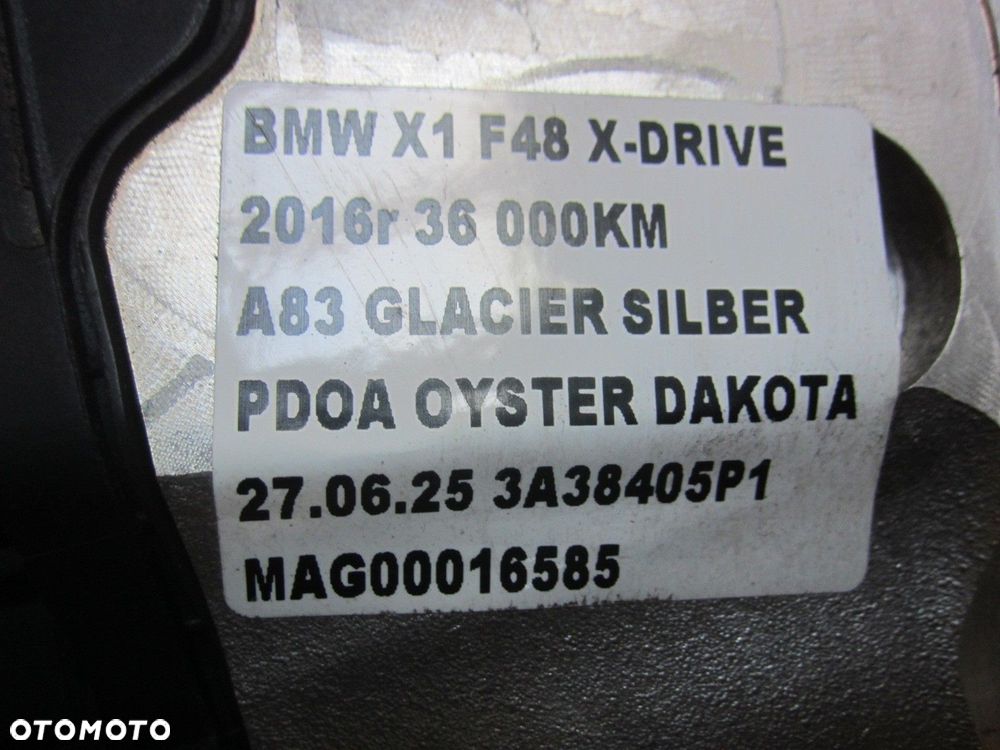 BMW X1 F48 X-DRIVE
2016r 36 000KM
A83 GLACIER SILBER
PDOA OYSTER DAKOTA
27.06.25 3A38405P1
MAG00016585
OTOMOTO